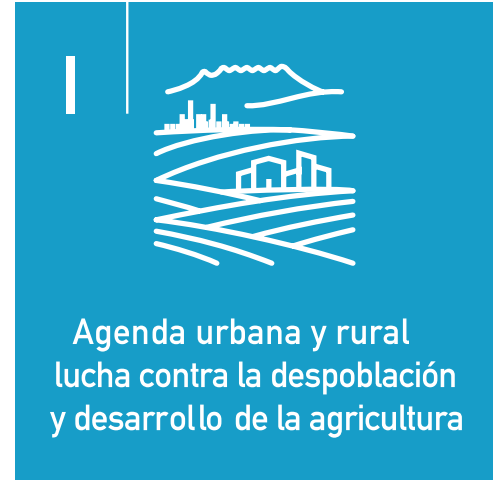 I
Agenda urbana y rural
lucha contra la despoblación
y desarrollo de la agricultura